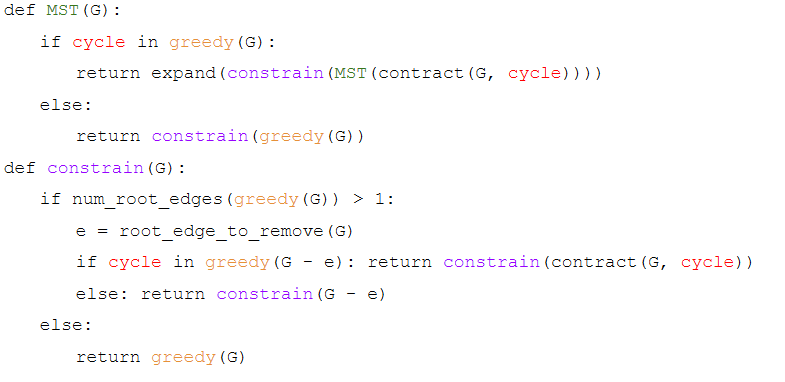 def MST(G):
if cycle in greedy(G):
return expand(constrain(MST(contract(G, cycle))))
else:
return constrain(greedy(G))
def constrain(G):
if num_root_edges(greedy(G)) > 1:
e = root_edge_to_remove(G)
if cycle in greedy(G - e): return constrain(contract(G, cycle))
else: return constrain(G - e)
else:
return greedy(G)